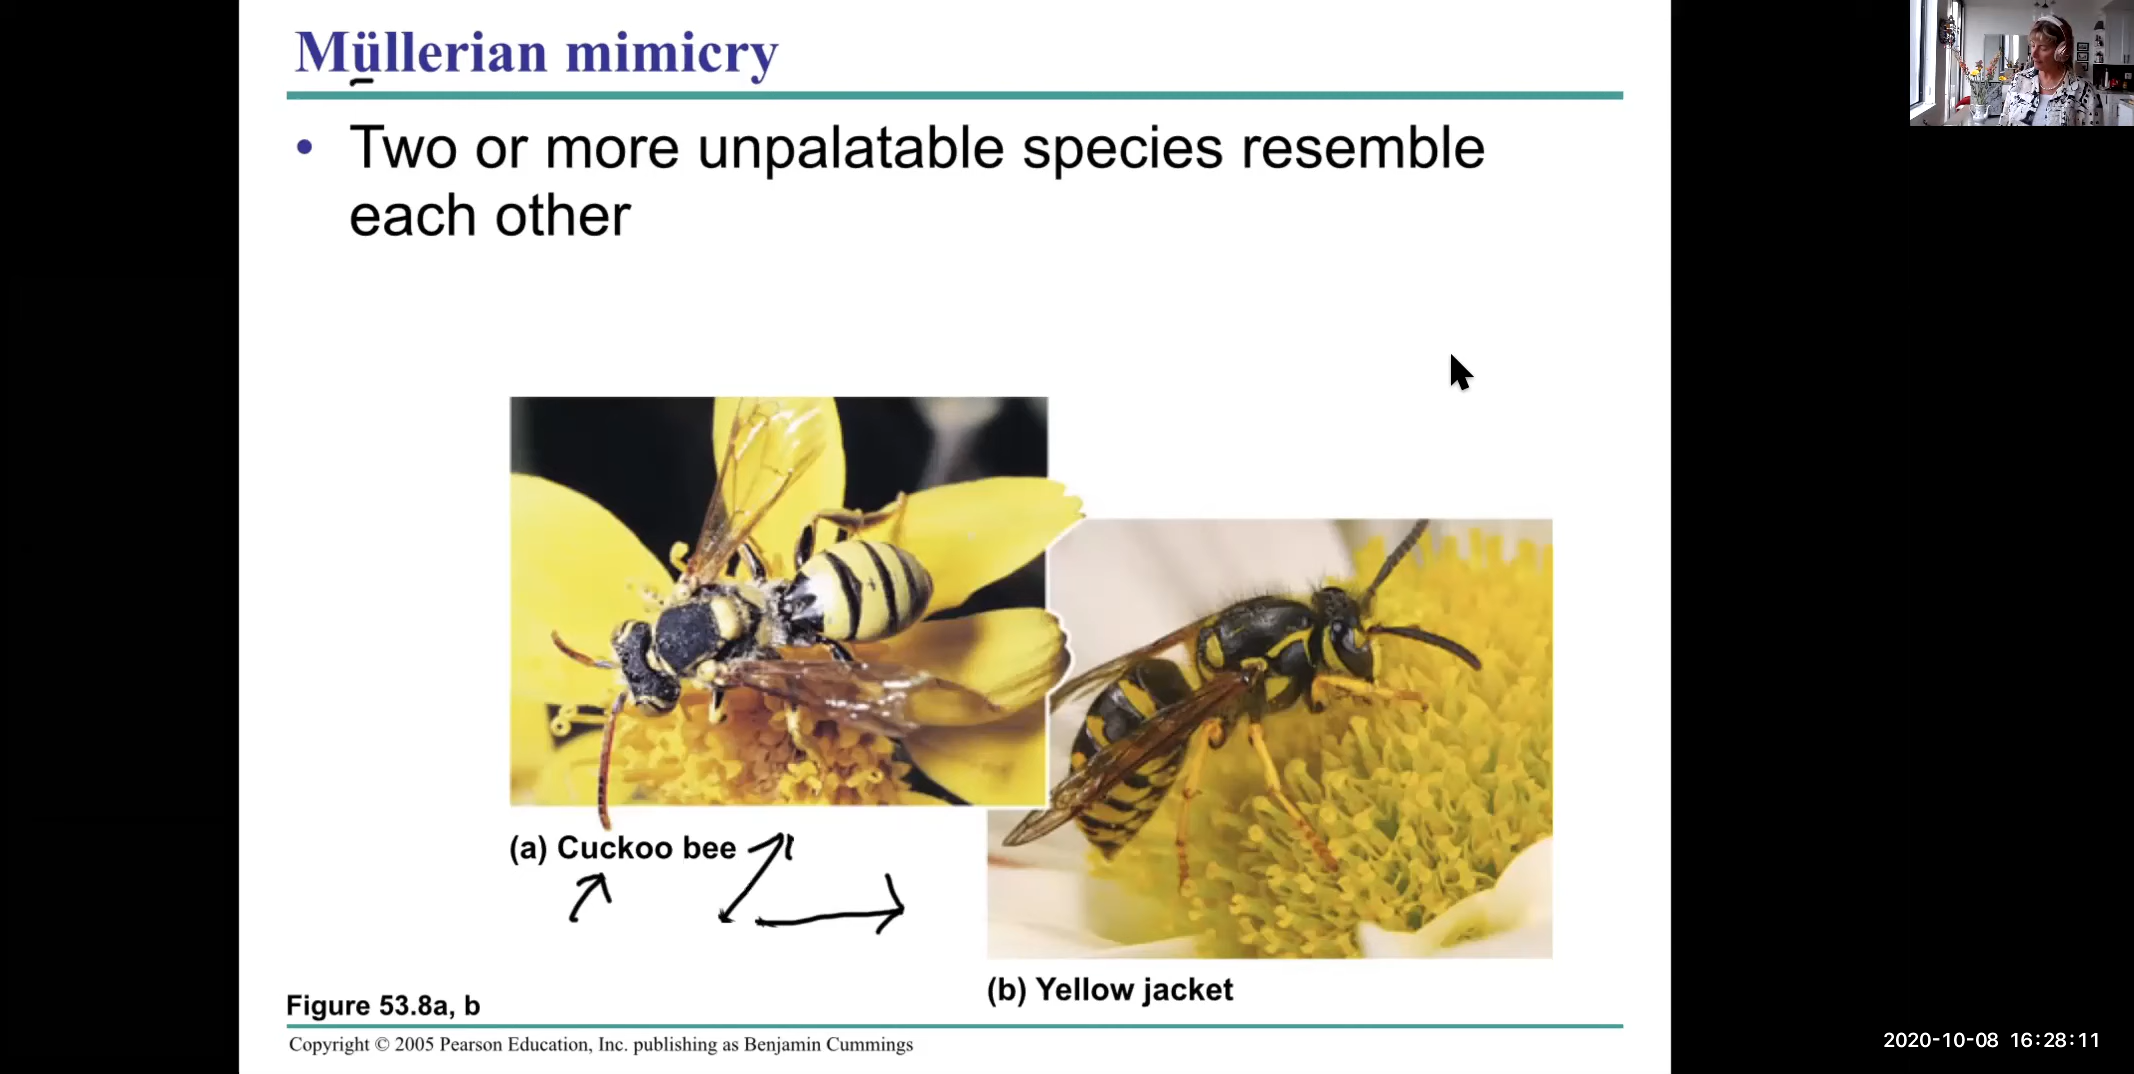 Müllerian mimicry
• Two or more unpalatable species resemble
each other
(a) Cuckoo bee
(b) Yellow jacket
Figure 53.8a, b
Copyright © 2005 Pearson Education, Inc. publishing as Benjamin Cummings
2020-10-08 16:28:11